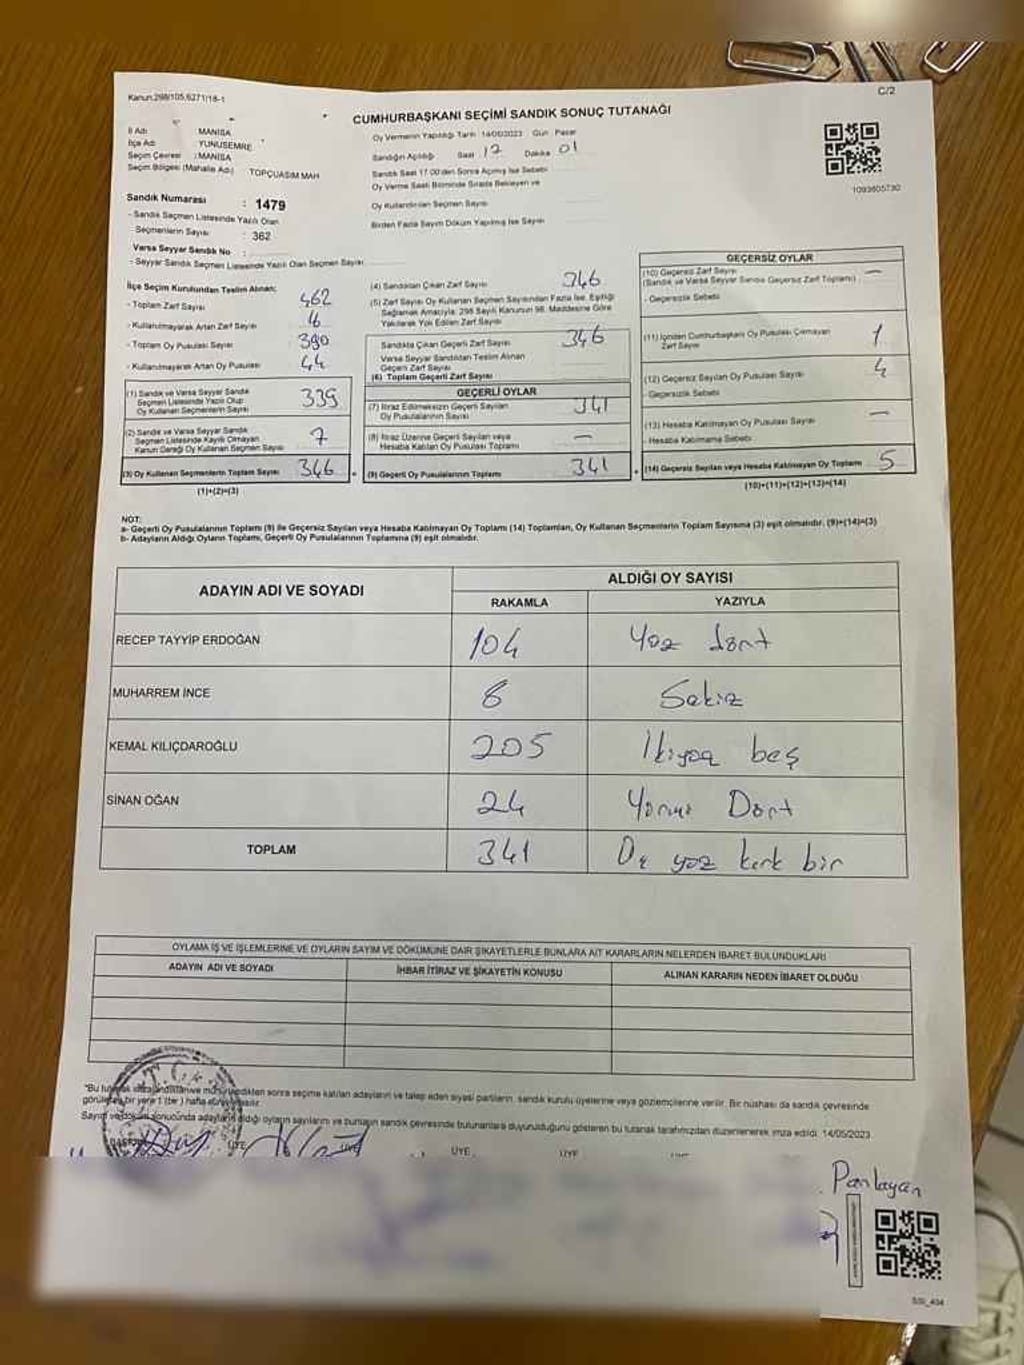 Kanun:298/105,6271/18-1
C/2
CUMHURBAŞKANI SEÇİMİ SANDIK SONUÇ TUTANAĞI
İl Adı MANİSA
İlçe Adı YUNUSEMRE
Seçim Çevresi : MANİSA
Seçim Bölgesi (Mahalle Adı) TOPÇUASIM MAH
Sandık Numarası : 1479
- Sandık Seçmen Listesinde Yazılı Olan
Seçmenlerin Sayısı : 362
Varsa Seyyar Sandık No :
- Seyyar Sandık Seçmen Listesinde Yazılı Olan Seçmen Sayısı
Oy Vermenin Yapıldığı Tarih 14/05/2023 Gün Pazar
Sandığın Açıldığı Saat 12 Dakika 01
Sandık Saat 17:00'den Sonra Açılmış İse Sebebi
Oy Verme Saati Bitiminde Sırada Bekleyen ve
Oy Kullandırılan Seçmen Sayısı
Birden Fazla Sayım Döküm Yapılmış İse Sayısı
1093605730
İlçe Seçim Kurulundan Teslim Alınan;
- Toplam Zarf Sayısı 462
- Kullanılmayarak Artan Zarf Sayısı
- Toplam Oy Pusulası Sayısı 390
- Kullanılmayarak Artan Oy Pusulası 44
(1) Sandık ve Varsa Seyyar Sandık
Seçmen Listesinde Yazılı Olup
Oy Kullanan Seçmenlerin Sayısı 339
(2) Sandık ve Varsa Seyyar Sandık
Seçmen Listesinde Kayıtlı Olmayan
Kanun Gereği Oy Kullanan Seçmen Sayısı 7
(3) Oy Kullanan Seçmenlerin Toplam Sayısı 346
(1)+(2)=(3)
(4) Sandıktan Çıkan Zarf Sayısı 346
(5) Zarf Sayısı Oy Kullanan Seçmen Sayısından Fazla İse, Eşitliği
Sağlamak Amacıyla; 298 Sayılı Kanunun 98. Maddesine Göre
Yakılarak Yok Edilen Zarf Sayısı
Sandıkta Çıkan Geçerli Zarf Sayısı 346
Varsa Seyyar Sandıktan Teslim Alınan
Geçerli Zarf Sayısı
(6) Toplam Geçerli Zarf Sayısı
GEÇERLİ OYLAR
(7) İtiraz Edilmeksizin Geçerli Sayılan
Oy Pusulalarının Sayısı 341
(8) İtiraz Üzerine Geçerli Sayılan veya
Hesaba Katılan Oy Pusulası Toplamı —
(9) Geçerli Oy Pusulalarının Toplamı 341
GEÇERSİZ OYLAR
(10) Geçersiz Zarf Sayısı
(Sandık ve Varsa Seyyar Sandık Geçersiz Zarf Toplamı) —
- Geçersizlik Sebebi
(11) İçinden Cumhurbaşkanı Oy Pusulası Çıkmayan
Zarf Sayısı 1
(12) Geçersiz Sayılan Oy Pusulası Sayısı 4
- Geçersizlik Sebebi
(13) Hesaba Katılmayan Oy Pusulası Sayısı —
- Hesaba Katılmama Sebebi
(14) Geçersiz Sayılan veya Hesaba Katılmayan Oy Toplamı 5
(10)+(11)+(12)+(13)=(14)
NOT:
a- Geçerli Oy Pusulalarının Toplamı (9) ile Geçersiz Sayılan veya Hesaba Katılmayan Oy Toplamı (14) Toplamları, Oy Kullanan Seçmenlerin Toplam Sayısına (3) eşit olmalıdır. (9)+(14)=(3)
b- Adayların Aldığı Oyların Toplamı, Geçerli Oy Pusulalarının Toplamına (9) eşit olmalıdır.
ADAYIN ADI VE SOYADI
ALDIĞI OY SAYISI
RAKAMLA YAZIYLA
RECEP TAYYİP ERDOĞAN 104 Yüz dört
MUHARREM İNCE 8 Sekiz
KEMAL KILIÇDAROĞLU 205 İkiyüz beş
SİNAN OĞAN 24 Yirmi Dört
TOPLAM 341 Üç yüz kırk bir
OYLAMA İŞ VE İŞLEMLERİNE VE OYLARIN SAYIM VE DÖKÜMÜNE DAİR ŞİKAYETLERLE BUNLARA AİT KARARLARIN NELERDEN İBARET BULUNDUKLARI
ADAYIN ADI VE SOYADI İHBAR İTİRAZ VE ŞİKAYETİN KONUSU ALINAN KARARIN NEDEN İBARET OLDUĞU
*Bu tutanak imzalandıktan ve mühürlendikten sonra seçime katılan adayların ve talep eden siyasi partilerin, sandık kurulu üyelerine veya gözlemcilerine verilir. Bir nüshası da sandık çevresinde
görülecek bir yere 1 (bir) hafta süreyle asılır.
Sayım ve döküm sonucunda adayların aldığı oyların sayılarını ve bunların sandık çevresinde bulunanlara duyurulduğunu gösteren bu tutanak tarafımızdan düzenlenerek imza edildi. 14/05/2023
BAŞKAN ÜYE ÜYE ÜYE ÜYE
T.C.
Parlayan
SSI_404